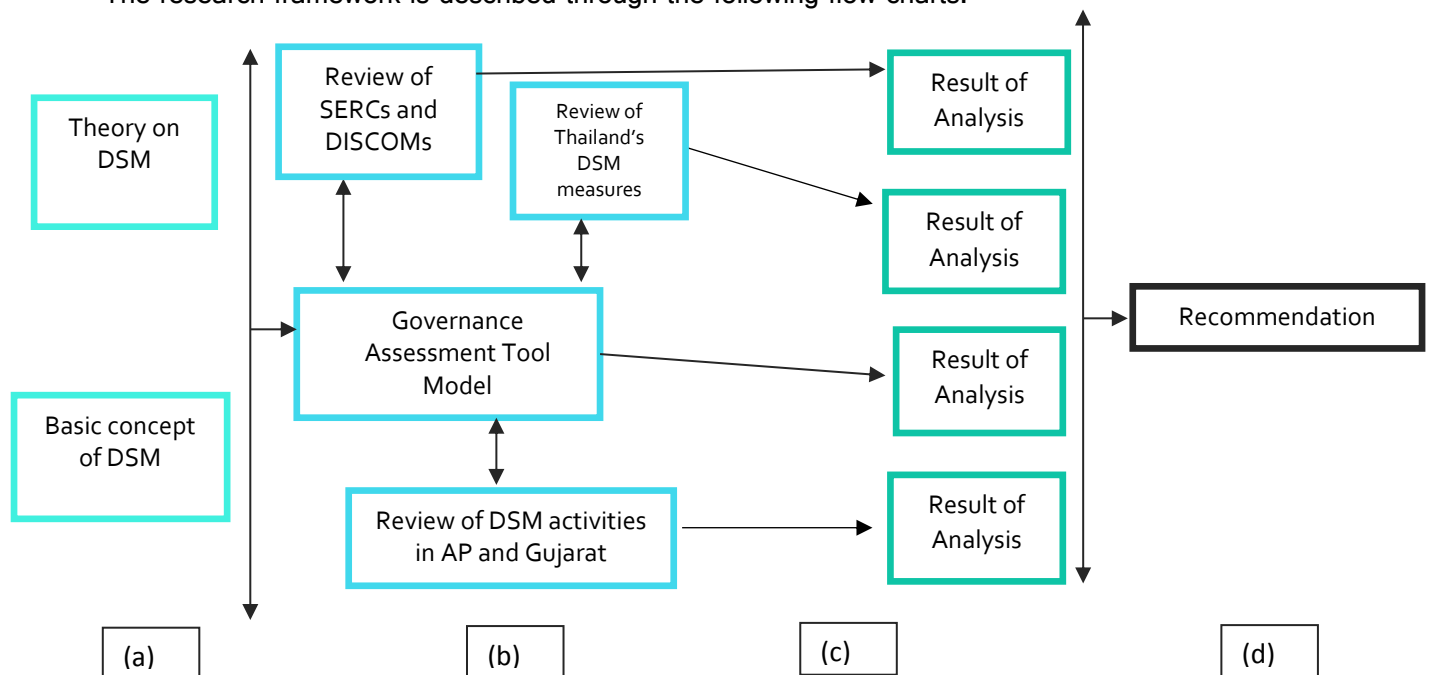 The research framework is described through the following flow charts.
Theory on
DSM
Basic concept
of DSM
Review of
SERCs and
DISCOMs
Review of
Thailand's
DSM
measures
Governance
Assessment Tool
Model
Review of DSM activities
in AP and Gujarat
Result of
Analysis
Result of
Analysis
Result of
Analysis
Result of
Analysis
Recommendation
(a)
(b)
(c)
(d)